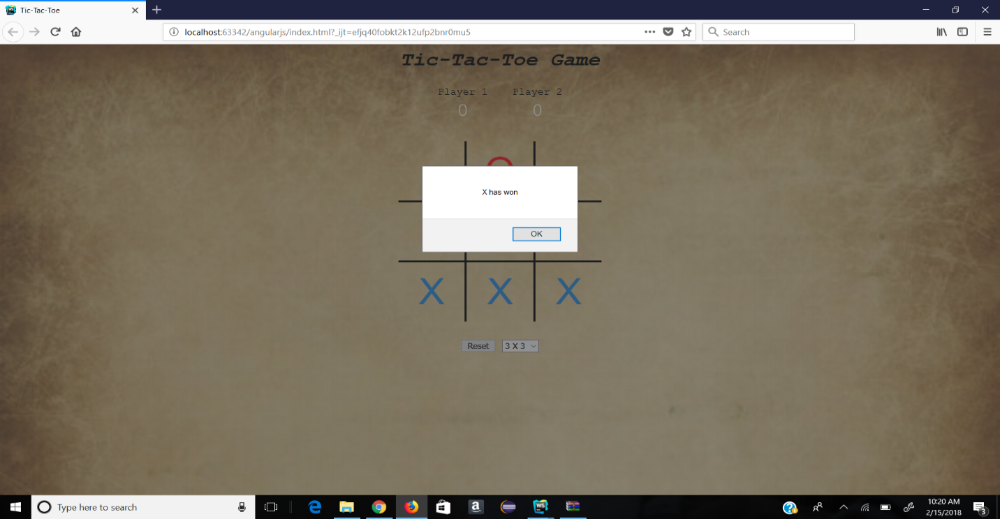 Tic-Tac-Toe
localhost:63342/angularjs/index.html?_ijt=efjq40fobkt2k12ufp2bnr0mu5
Search
Tic-Tac-Toe Game
Player 1 Player 2
0 0
O
X has won
OK
X X X
Reset 3 X 3
Type here to search
WS
10:20 AM
2/15/2018
3